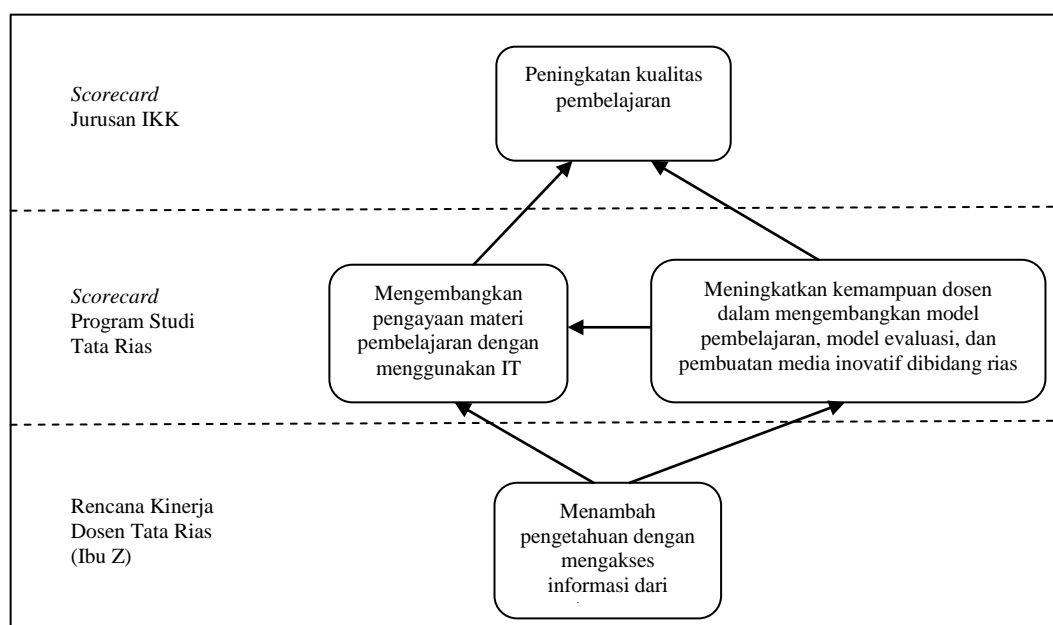 Scorecard
Jurusan IKK
Peningkatan kualitas
pembelajaran
Scorecard
Program Studi
Tata Rias
Mengembangkan
pengayaan materi
pembelajaran dengan
menggunakan IT
Meningkatkan kemampuan dosen
dalam mengembangkan model
pembelajaran, model evaluasi, dan
pembuatan media inovatif dibidang rias
Rencana Kinerja
Dosen Tata Rias
(Ibu Z)
Menambah
pengetahuan dengan
mengakses
informasi dari